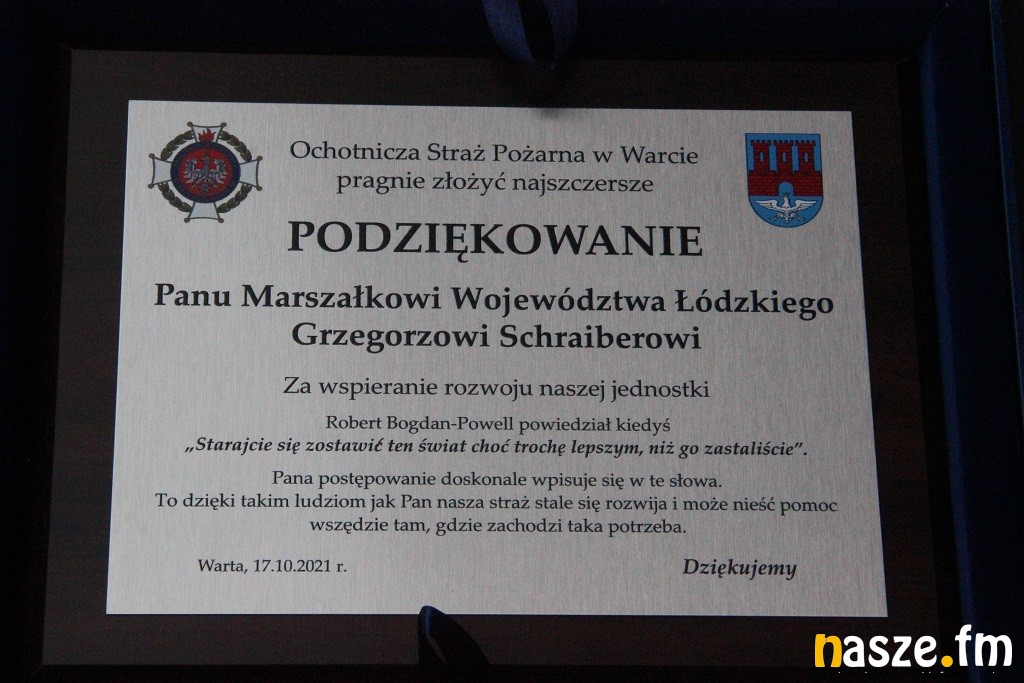 Ochotnicza Straż Pożarna w Warcie
pragnie złożyć najszczersze
PODZIĘKOWANIE
Panu Marszałkowi Województwa Łódzkiego
Grzegorzowi Schraiberowi
Za wspieranie rozwoju naszej jednostki
Robert Bogdan-Powell powiedział kiedyś
„Starajcie się zostawić ten świat choć trochę lepszym, niż go zastaliście”.
Pana postępowanie doskonale wpisuje się w te słowa.
To dzięki takim ludziom jak Pan nasza straż stale się rozwija i może nieść pomoc
wszędzie tam, gdzie zachodzi taka potrzeba.
Warta, 17.10.2021 r.
Dziękujemy
nasze.fm